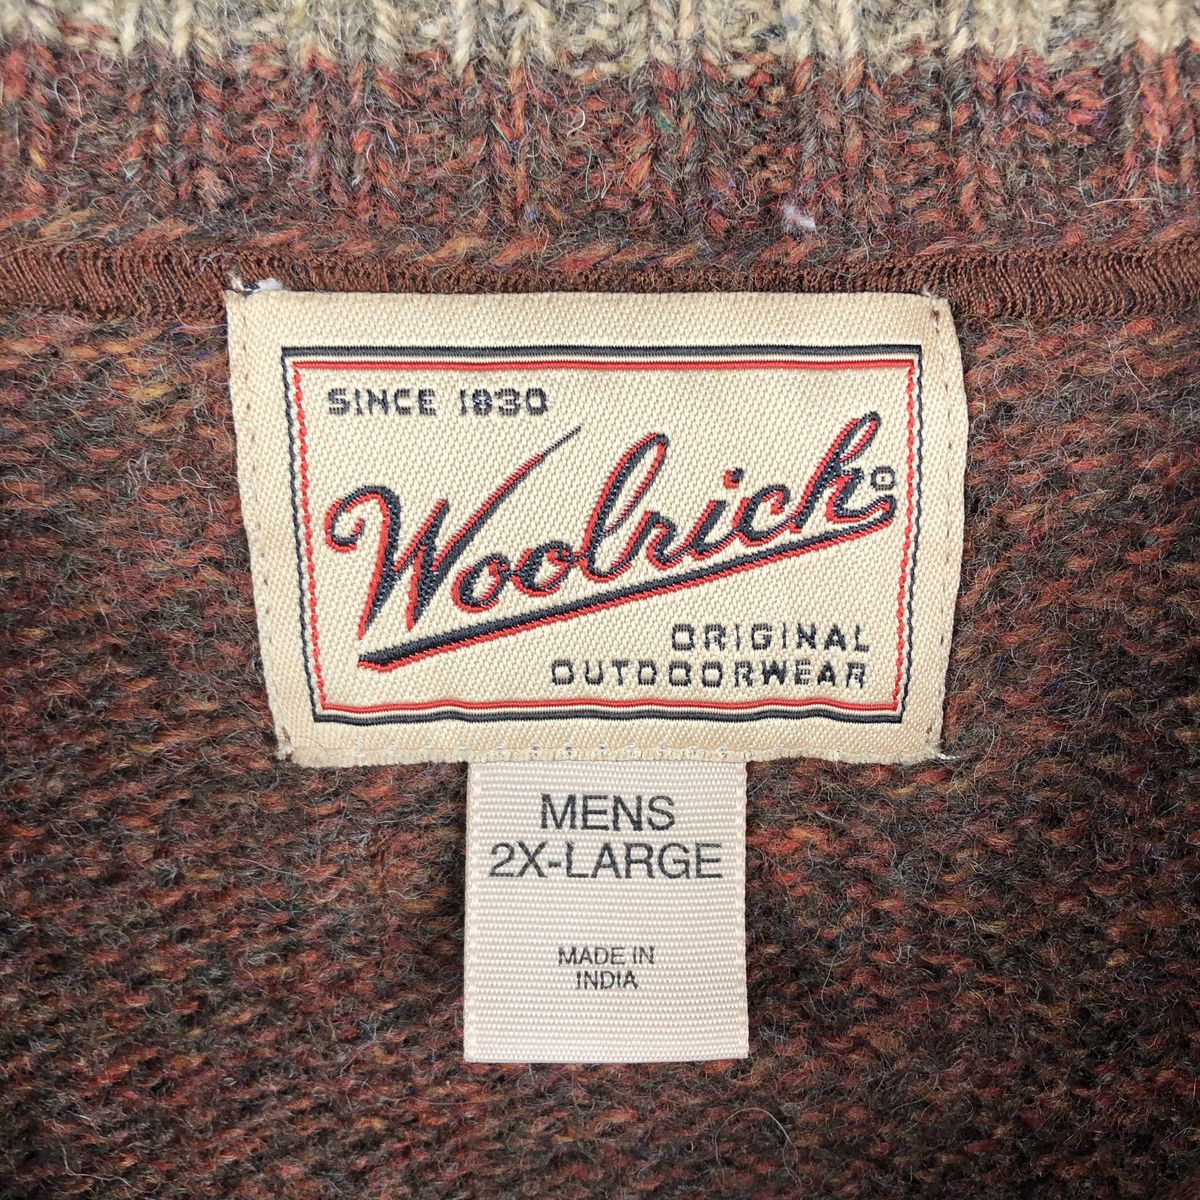 SINCE 1830
Woolrich®
ORIGINAL
OUTDOORWEAR
MENS
2X-LARGE
MADE IN
INDIA